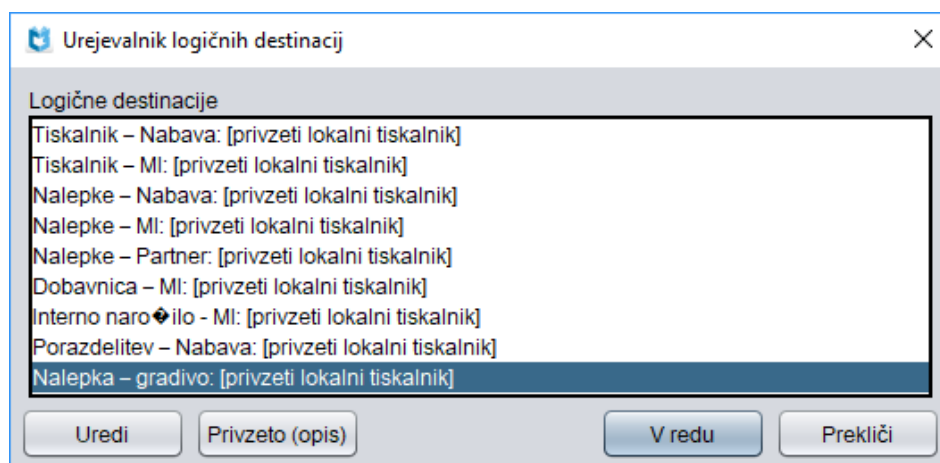 Urejevalnik logičnih destinacij
Logične destinacije
Tiskalnik – Nabava: [privzeti lokalni tiskalnik]
Tiskalnik – MI: [privzeti lokalni tiskalnik]
Nalepke – Nabava: [privzeti lokalni tiskalnik]
Nalepke – MI: [privzeti lokalni tiskalnik]
Nalepke – Partner: [privzeti lokalni tiskalnik]
Dobavnica – MI: [privzeti lokalni tiskalnik]
Interno naro�ilo - MI: [privzeti lokalni tiskalnik]
Porazdelitev – Nabava: [privzeti lokalni tiskalnik]
Nalepka – gradivo: [privzeti lokalni tiskalnik]
Uredi Privzeto (opis) V redu Prekliči